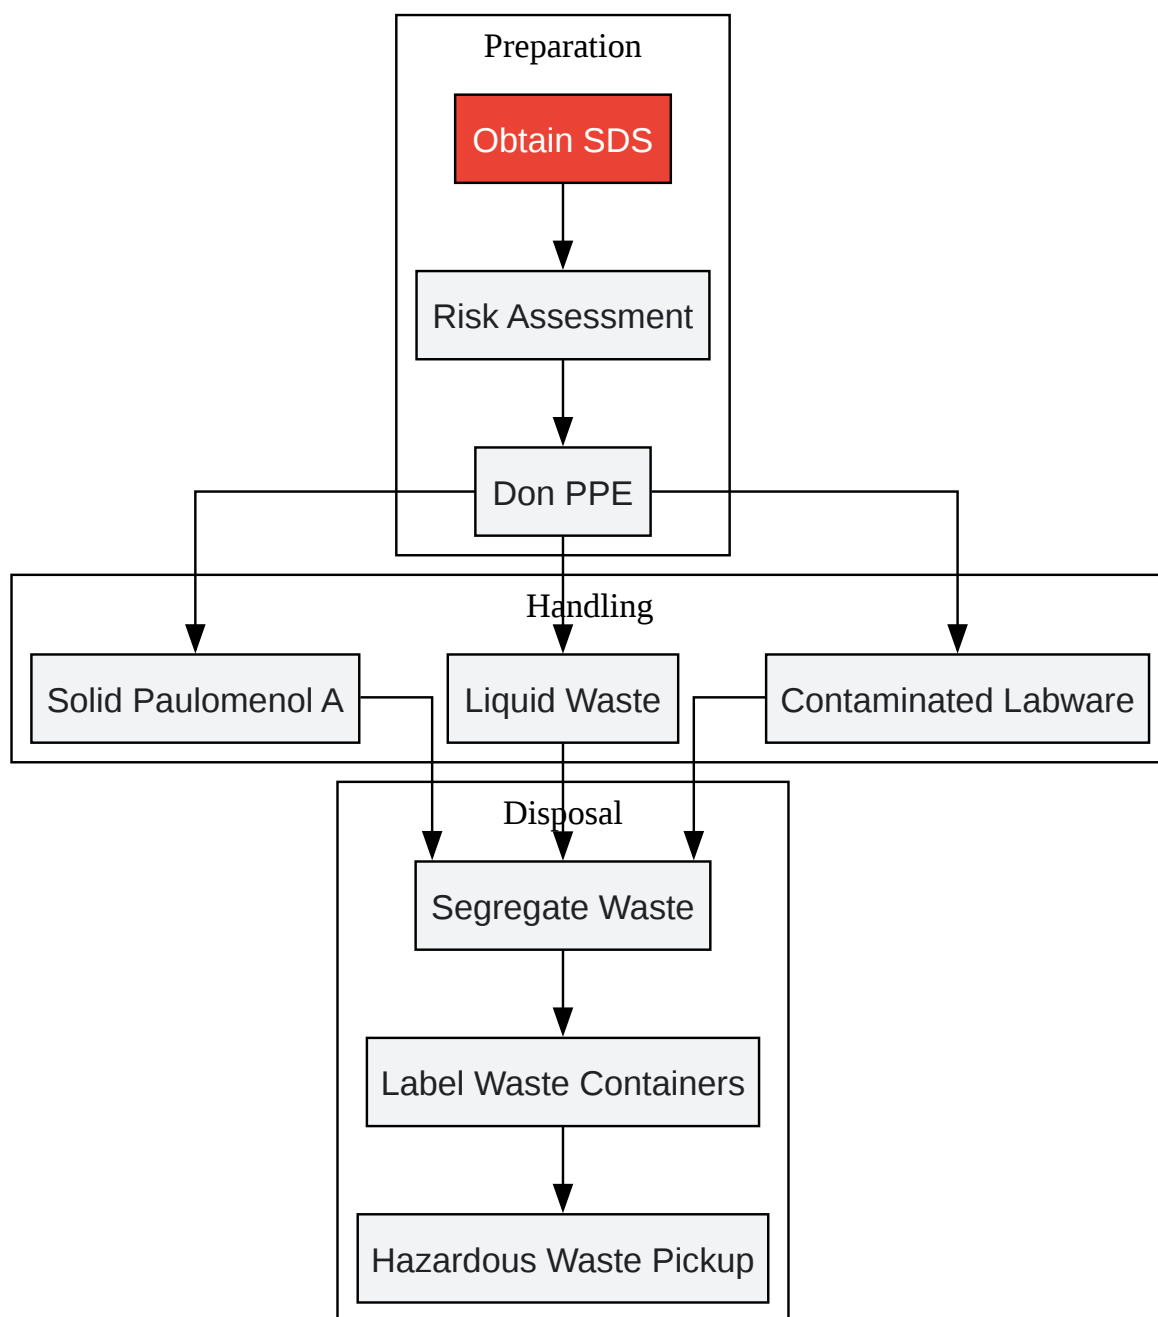 Preparation
Obtain SDS
Risk Assessment
Don PPE
Handling
Solid Paulomenol A
Liquid Waste
Contaminated Labware
Disposal
Segregate Waste
Label Waste Containers
Hazardous Waste Pickup